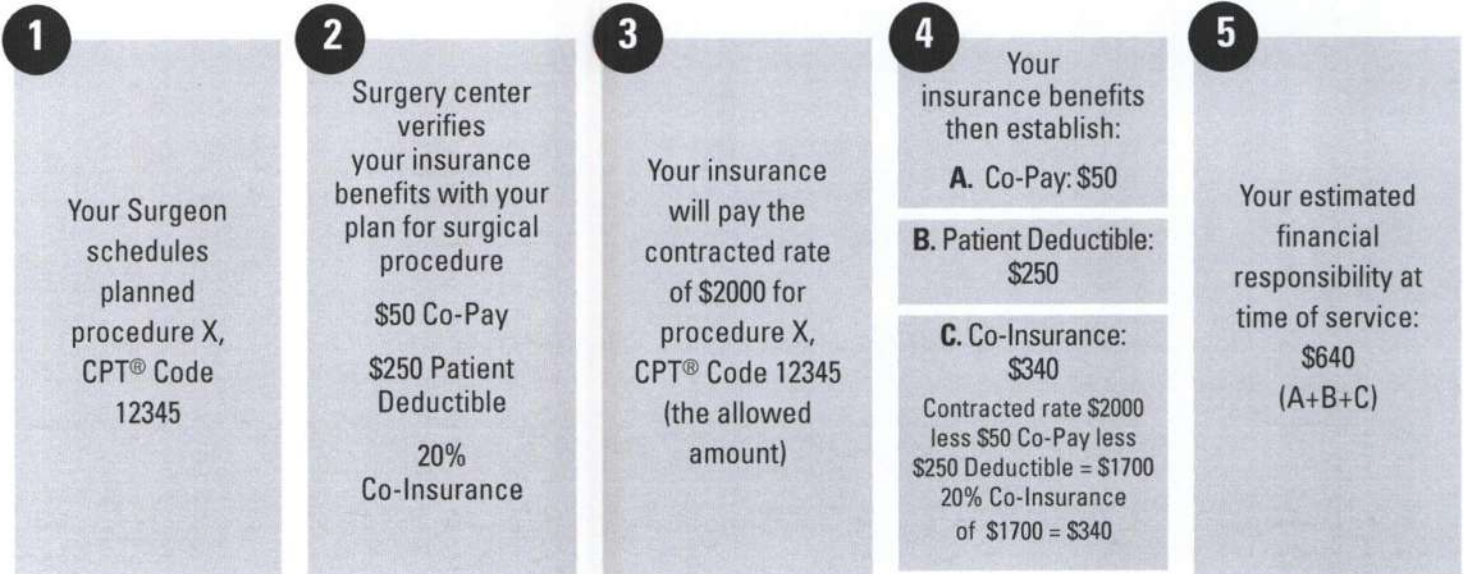 1
Your Surgeon
schedules
planned
procedure X,
CPT® Code
12345
2
Surgery center
verifies
your insurance
benefits with your
plan for surgical
procedure
$50 Co-Pay
$250 Patient
Deductible
20%
Co-Insurance
3
Your insurance
will pay the
contracted rate
of $2000 for
procedure X,
CPT® Code 12345
(the allowed
amount)
4
Your
insurance benefits
then establish:
A. Co-Pay: $50
B. Patient Deductible:
$250
C. Co-Insurance:
$340
Contracted rate $2000
less $50 Co-Pay less
$250 Deductible = $1700
20% Co-Insurance
of $1700 = $340
5
Your estimated
financial
responsibility at
time of service:
$640
(A+B+C)